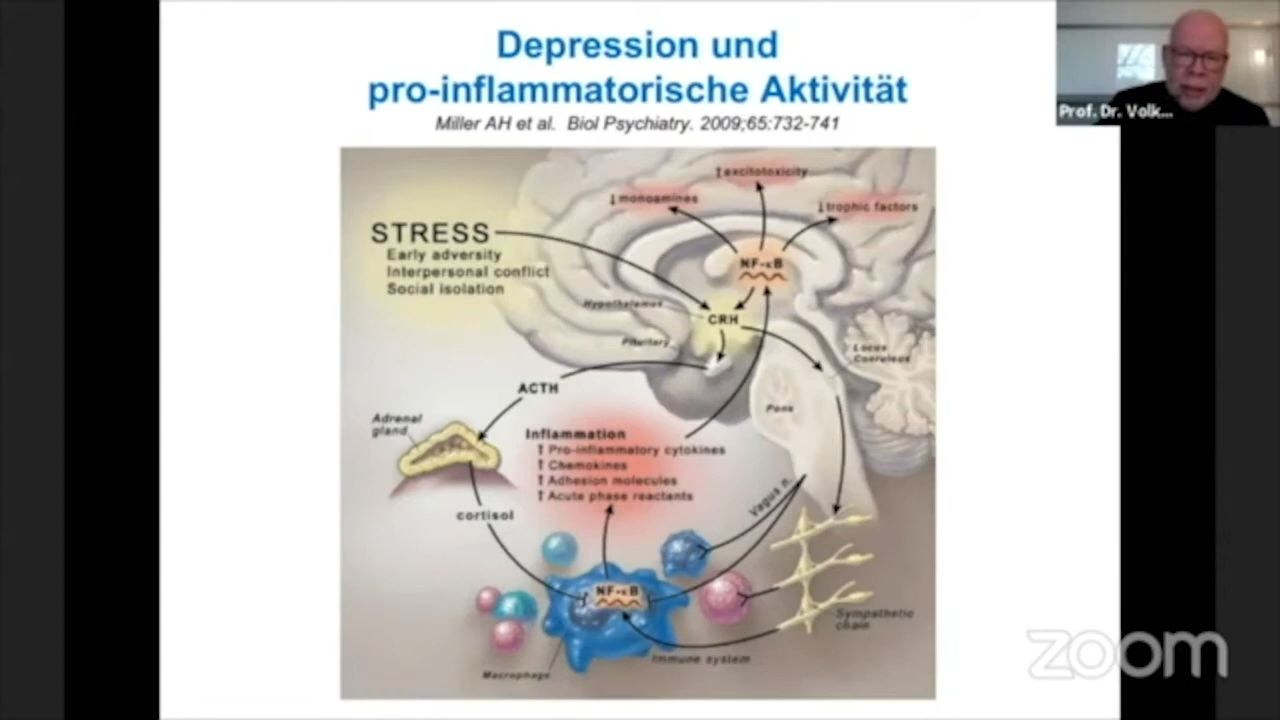 Depression und
pro-inflammatorische Aktivität
Miller AH et al. Biol Psychiatry. 2009;65:732-741
Prof. Dr. Volk...
↑excitotoxicity
↓monoamines
↓trophic factors
STRESS
Early adversity
Interpersonal conflict
Social isolation
NF-κB
Hypothalamus
CRH
Pituitary
Locus
Coeruleus
ACTH
Pons
Adrenal
gland
Inflammation
↑ Pro-inflammatory cytokines
↑ Chemokines
↑ Adhesion molecules
↑ Acute phase reactants
Vagus n.
cortisol
NF-κB
Sympathetic
chain
Immune system
Macrophage
zoom